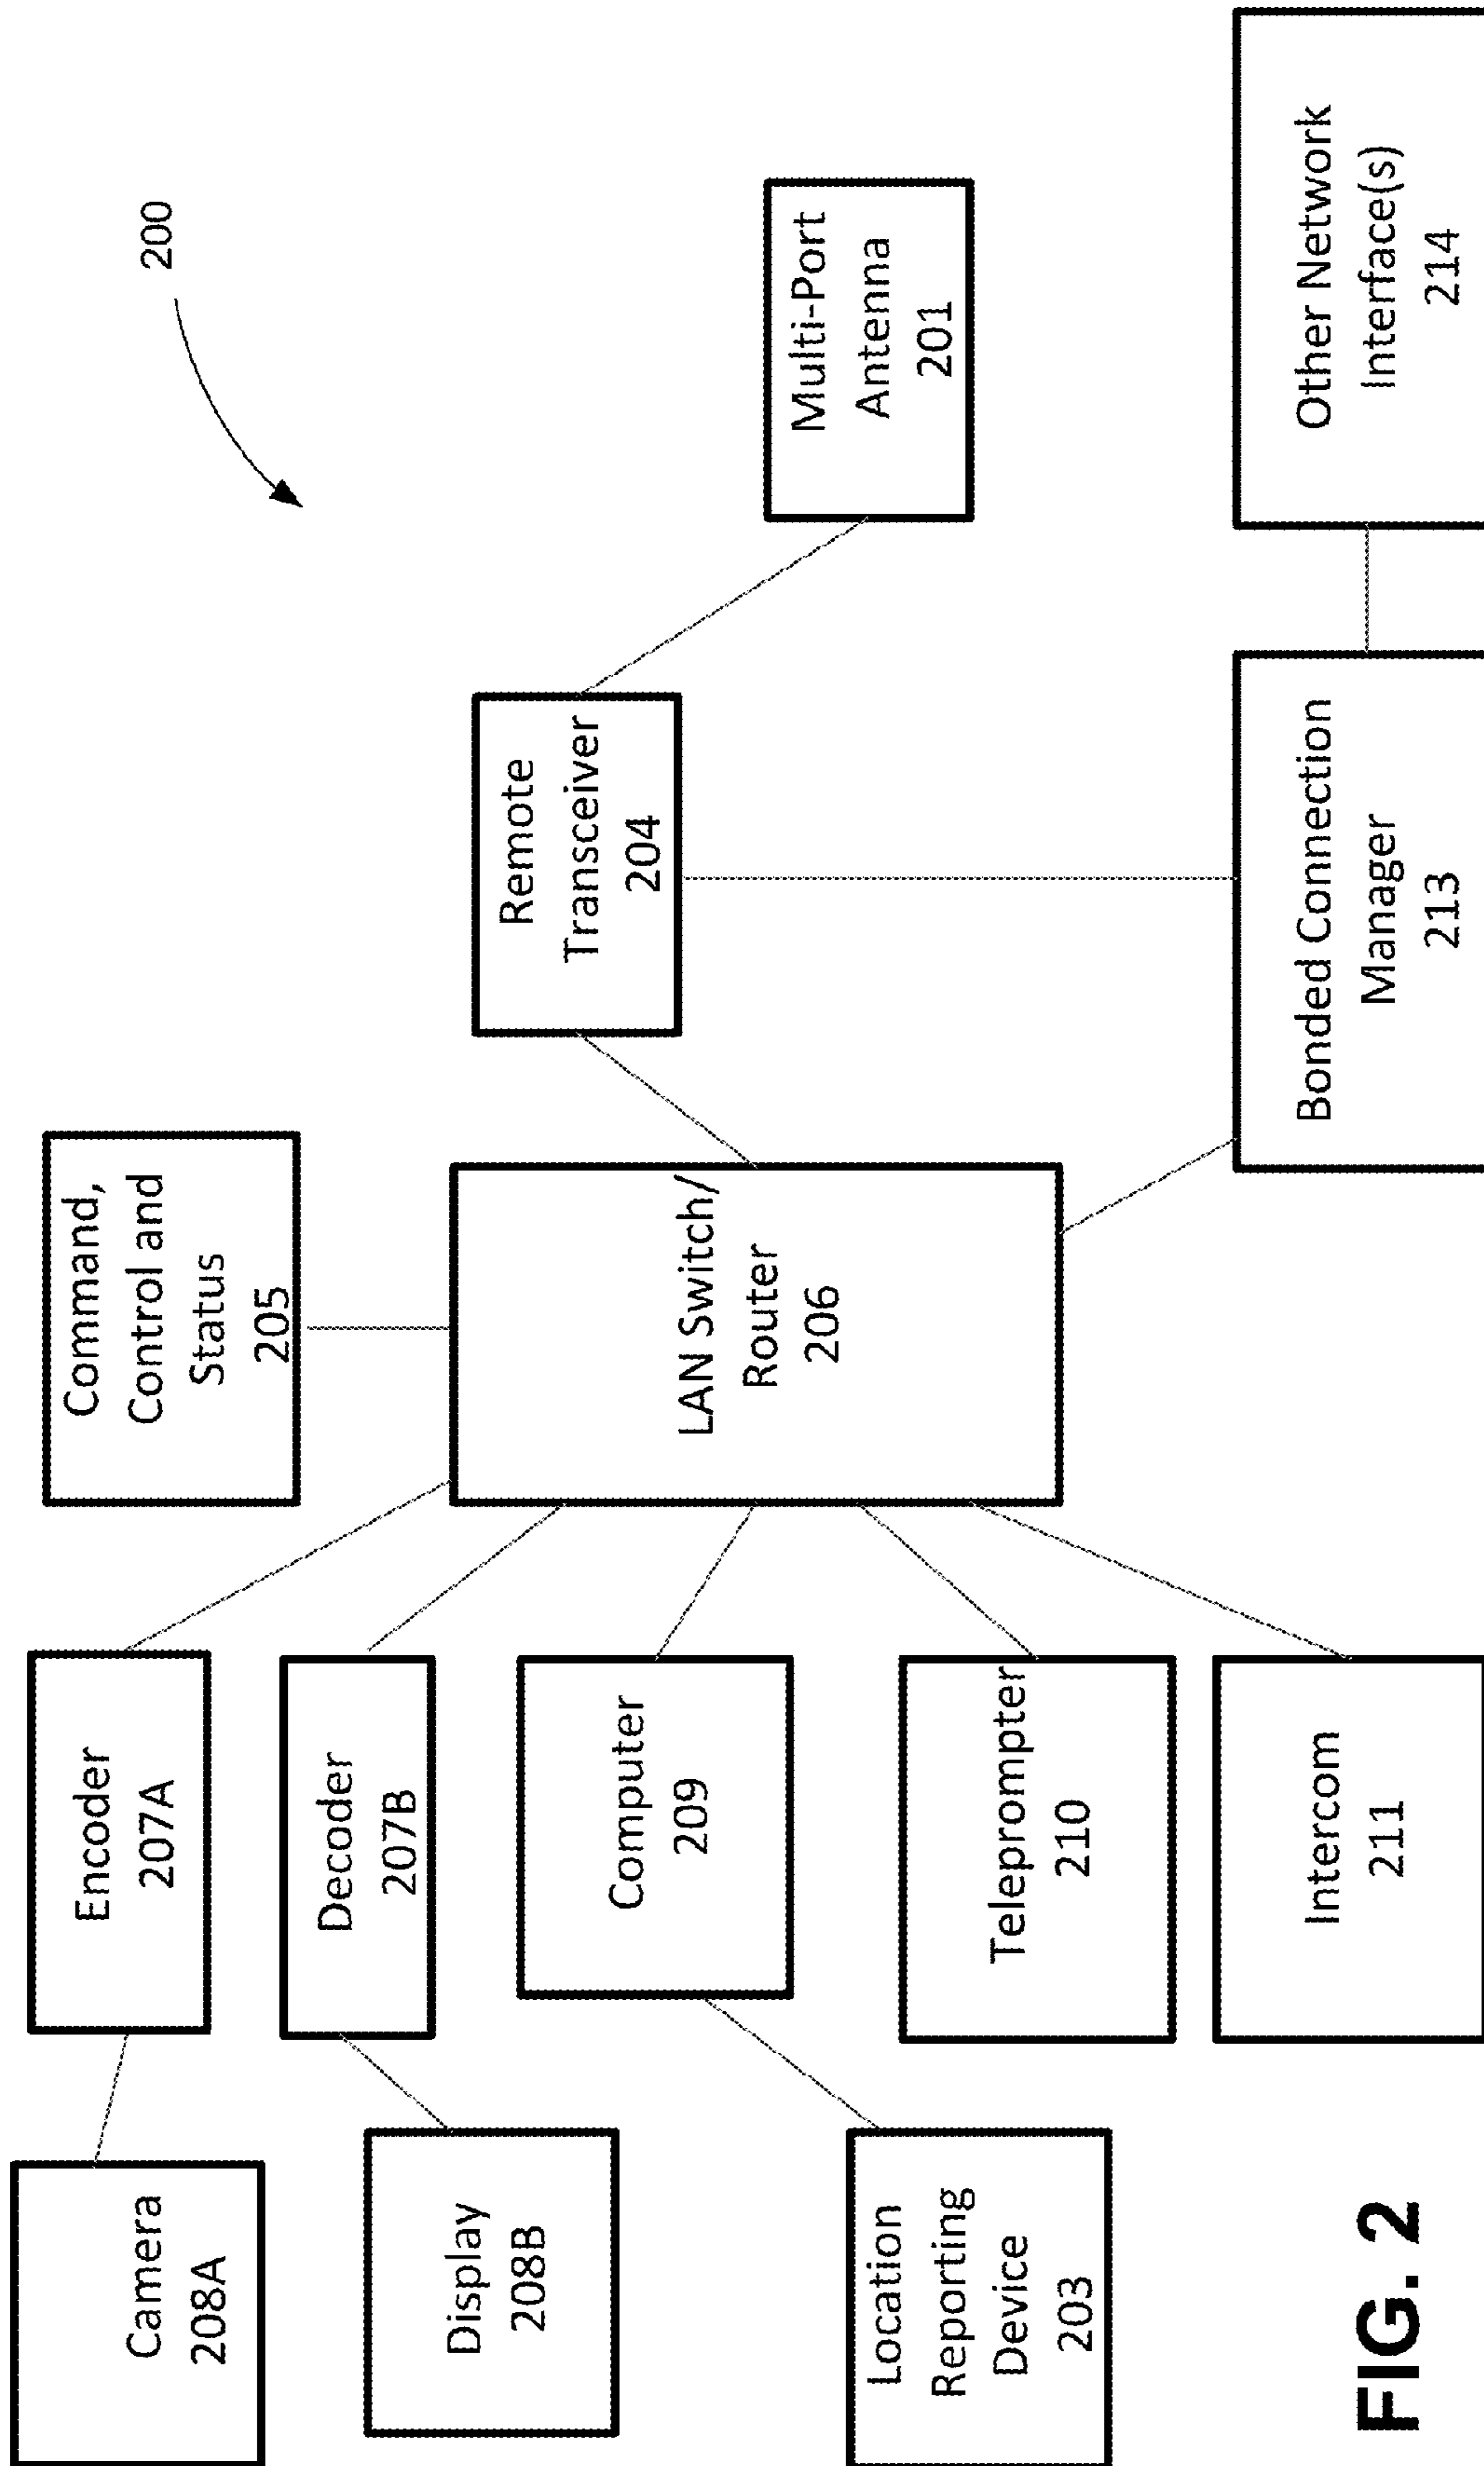 200
Camera
208A
Encoder
207A
Command,
Control and
Status
205
Display
208B
Decoder
207B
Remote
Transceiver
204
Multi-Port
Antenna
201
LAN Switch/
Router
206
Computer
209
Location
Reporting
Device
203
Teleprompter
210
Intercom
211
Bonded Connection
Manager
213
Other Network
Interface(s)
214
FIG. 2